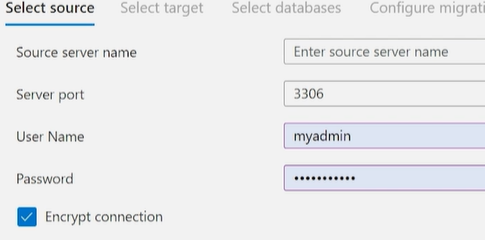 Select source Select target Select databases Configure migrati
Source server name Enter source server name
Server port 3306
User Name myadmin
Password •••••••••••
Encrypt connection